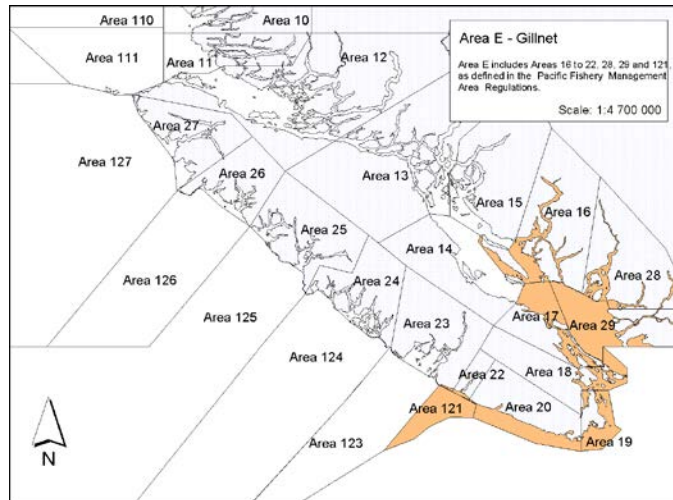 Area 110
Area 10
Area E - Gillnet
Area 111
Area 11
Area 12
Area E includes Areas 16 to 22, 28, 29 and 121,
as defined in the Pacific Fishery Management
Area Regulations.
Scale: 1:4 700 000
Area 27
Area 127
Area 26
Area 13
Area 15
Area 16
Area 25
Area 14
Area 28
Area 126
Area 24
Area 125
Area 17
Area 29
Area 23
Area 124
Area 22
Area 18
Area 121
Area 20
Area 123
Area 19
N